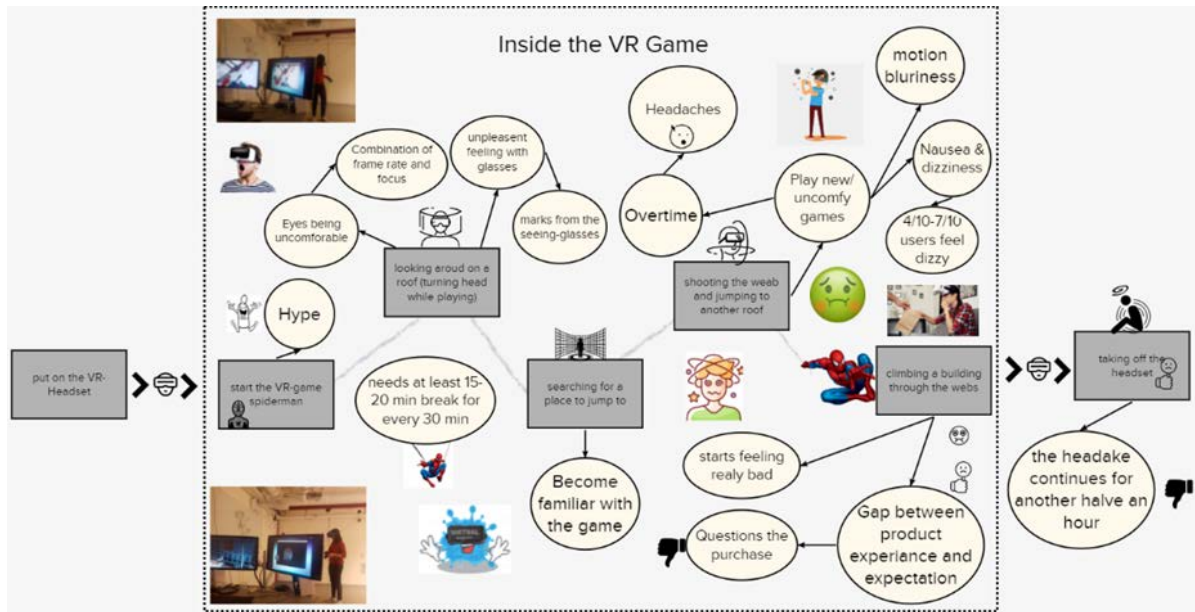 Inside the VR Game
put on the VR-
Headset
start the VR-game
spiderman
Hype
looking aroud on a
roof (turning head
while playing)
Eyes being
uncomforable
Combination of
frame rate and
focus
unpleasent
feeling with
glasses
marks from the
seeing-glasses
needs at least 15-
20 min break for
every 30 min
searching for a
place to jump to
Become
familiar with
the game
shooting the weab
and jumping to
another roof
Play new/
uncomfy
games
Overtime
Headaches
motion
bluriness
Nausea &
dizziness
4/10-7/10
users feel
dizzy
climbing a building
through the webs
starts feeling
realy bad
Gap between
product
experiance and
expectation
Questions the
purchase
taking off the
headset
the headake
continues for
another halve an
hour
VIRTUAL